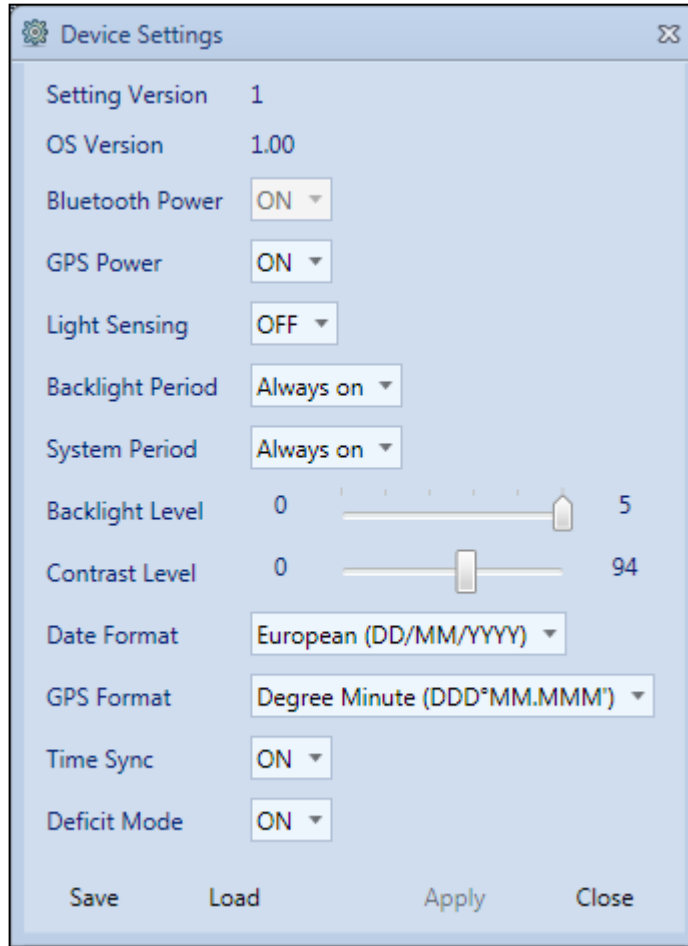 Device Settings
Setting Version 1
OS Version 1.00
Bluetooth Power ON
GPS Power ON
Light Sensing OFF
Backlight Period Always on
System Period Always on
Backlight Level 0 5
Contrast Level 0 94
Date Format European (DD/MM/YYYY)
GPS Format Degree Minute (DDD°MM.MMM')
Time Sync ON
Deficit Mode ON
Save Load Apply Close